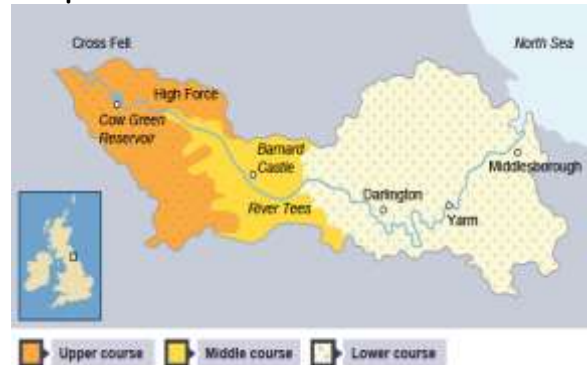 Cross Fell
North Sea
High Force
Cow Green
Reservoir
Barnard
Castle
Middlesborough
Darlington
River Tees
Yarm
Upper course
Middle course
Lower course